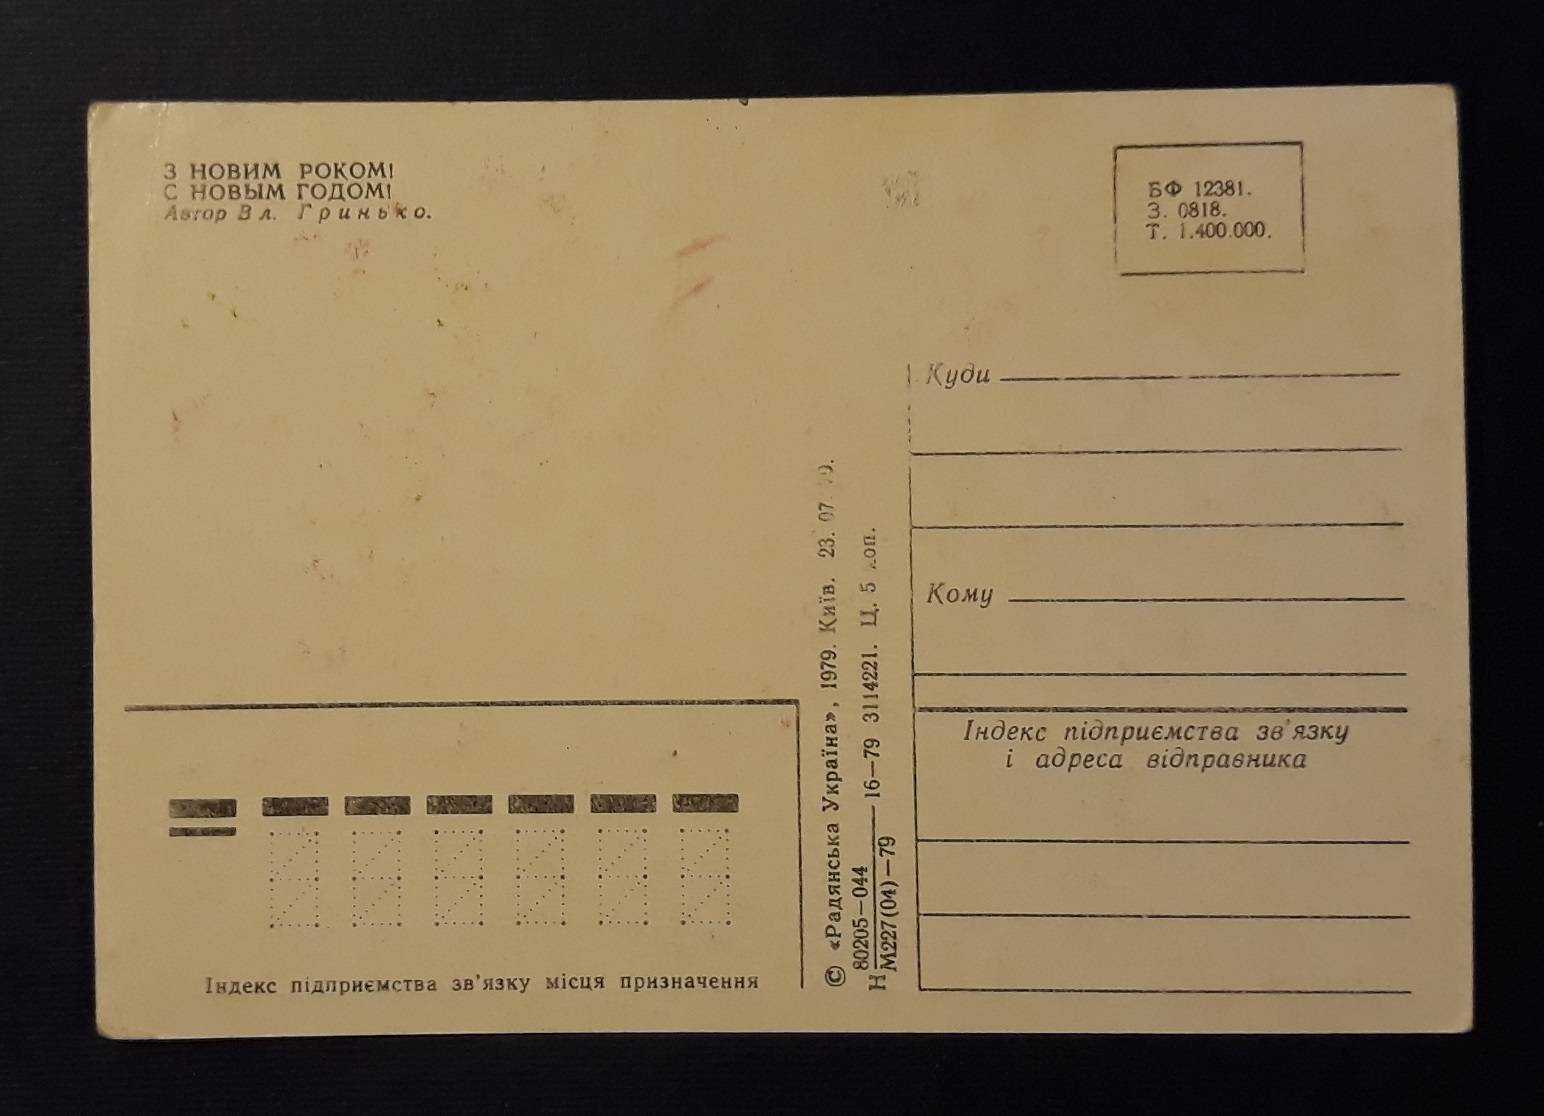 З НОВИМ РОКОМ!
С НОВЫМ ГОДОМ!
Автор Вл. Гринько.
БФ 12381.
З. 0818.
Т. 1.400.000.
Куди
Кому
Індекс підприємства зв'язку
і адреса відправника
© «Радянська Україна», 1979. Київ. 23. 07.
Н 80205—044
М227(04)—79
16—79 3114221. Ц. 5 коп.
Індекс підприємства зв'язку місця призначення